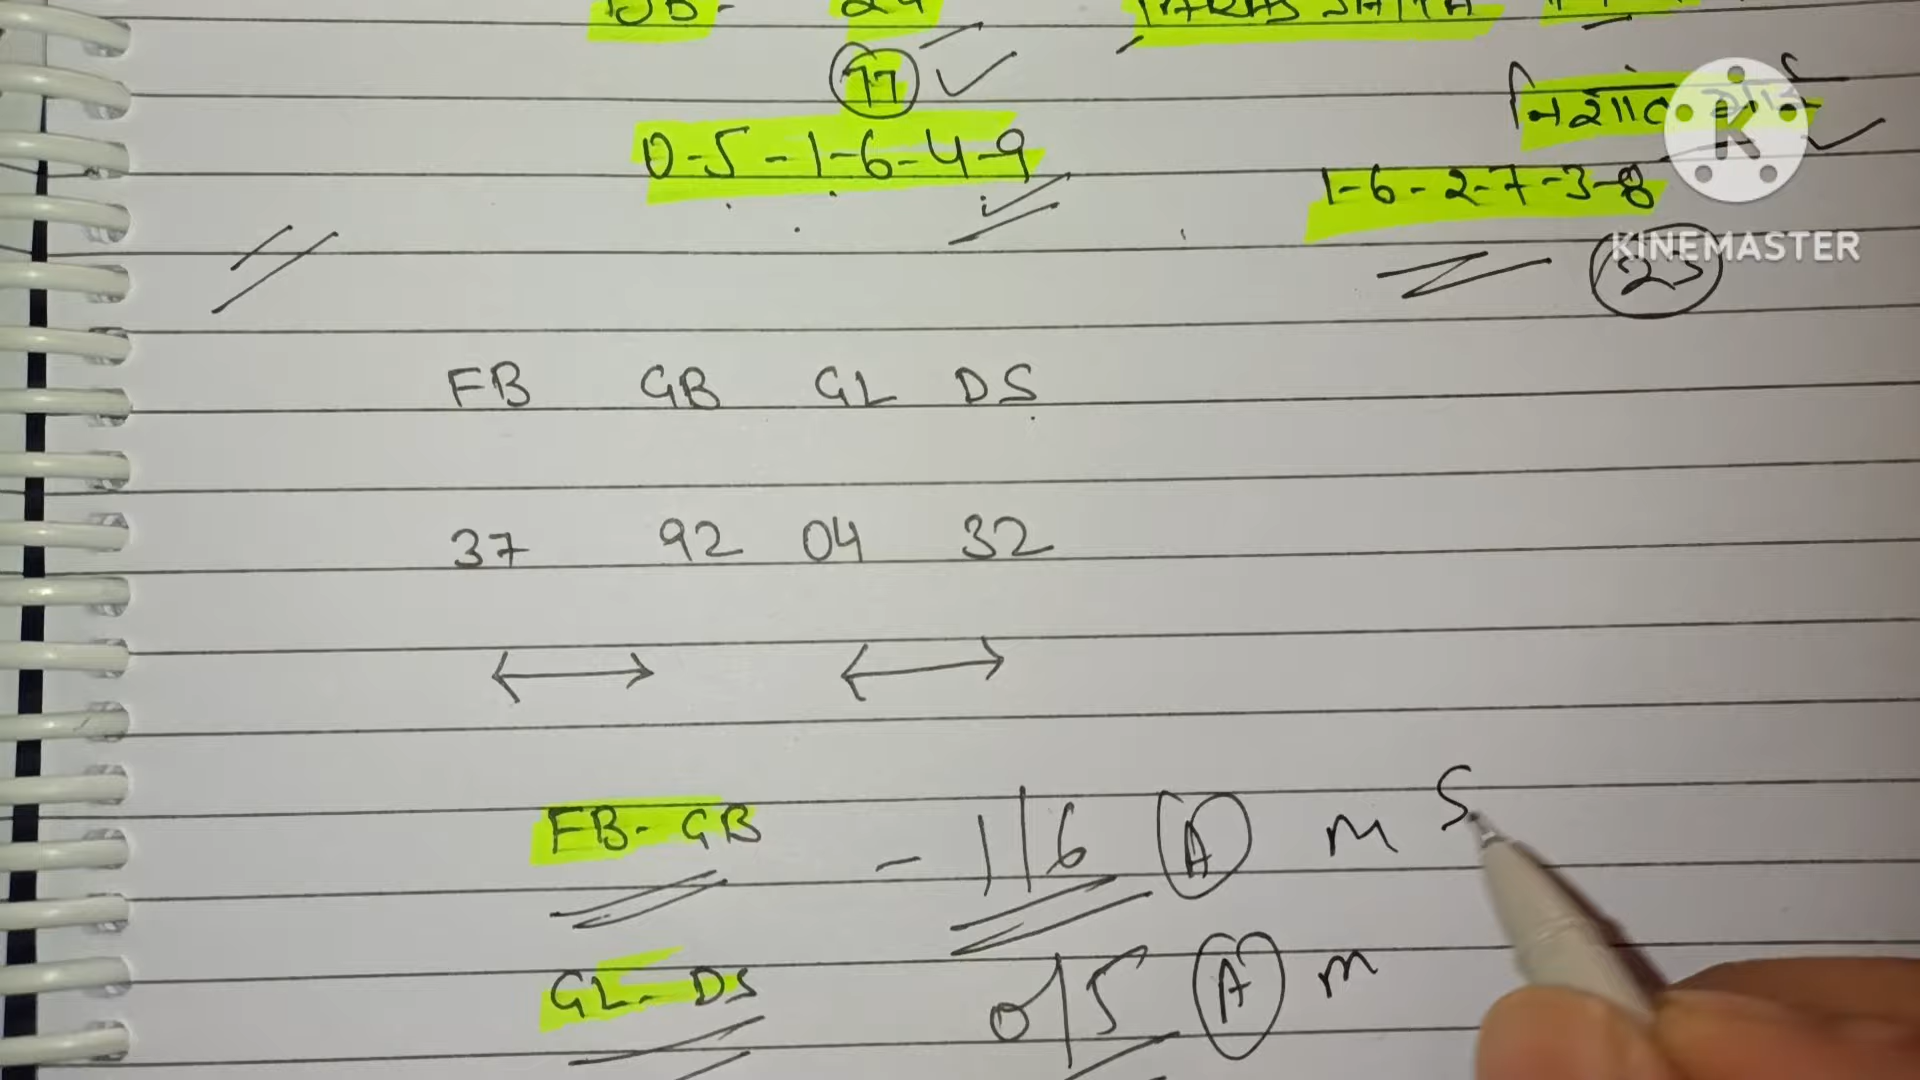 77
0-5-1-6-4-9
1-6-2-7-3-8
KINEMASTER
FB GB GL DS
37 92 04 32
FB-GB - 1|6 A m S
GL-DS 0|5 A m